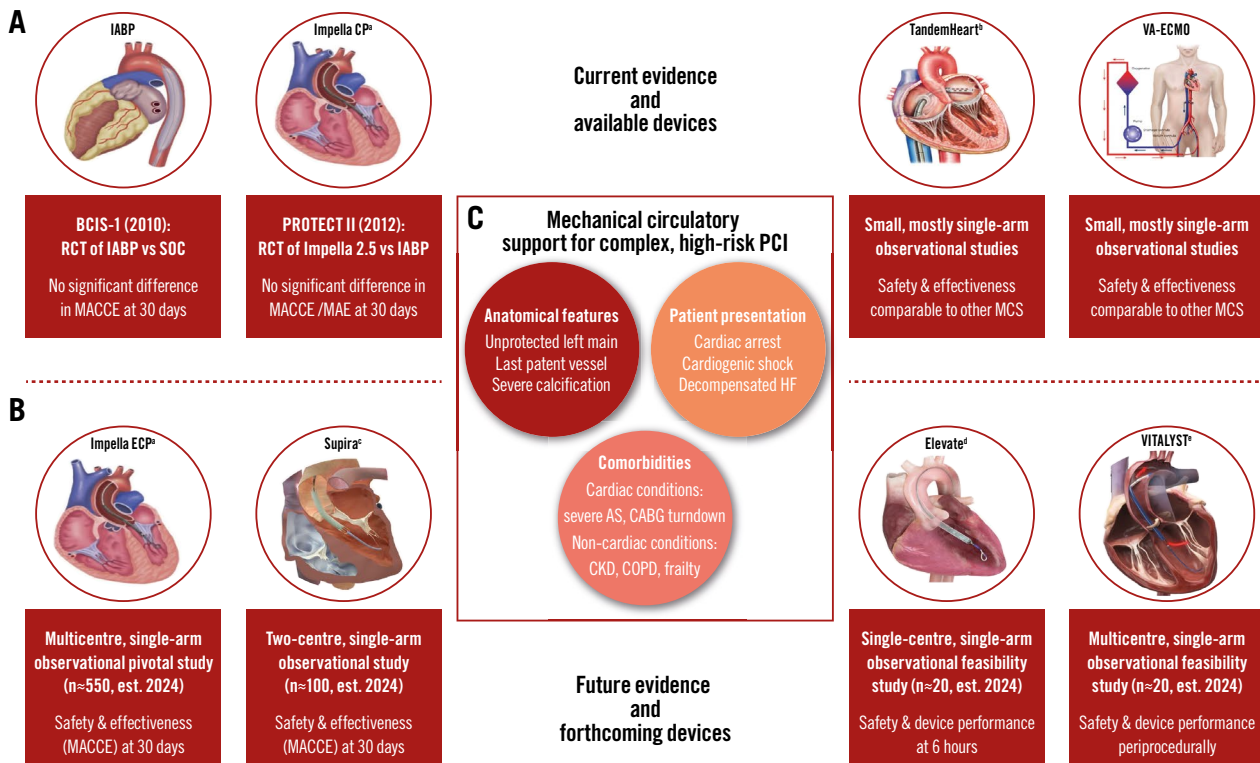 A
IABP
BCIS-1 (2010):
RCT of IABP vs SOC
No significant difference
in MACCE at 30 days
Impella CPᵃ
PROTECT II (2012):
RCT of Impella 2.5 vs IABP
No significant difference in
MACCE /MAE at 30 days
Current evidence
and
available devices
TandemHeartᵇ
Small, mostly single-arm
observational studies
Safety & effectiveness
comparable to other MCS
VA-ECMO
Small, mostly single-arm
observational studies
Safety & effectiveness
comparable to other MCS
C
Mechanical circulatory
support for complex, high-risk PCI
Anatomical features
Unprotected left main
Last patent vessel
Severe calcification
Patient presentation
Cardiac arrest
Cardiogenic shock
Decompensated HF
Comorbidities
Cardiac conditions:
severe AS, CABG turndown
Non-cardiac conditions:
CKD, COPD, frailty
B
Impella ECPᵃ
Multicentre, single-arm
observational pivotal study
(n≈550, est. 2024)
Safety & effectiveness
(MACCE) at 30 days
Supiraᶜ
Two-centre, single-arm
observational study
(n≈100, est. 2024)
Safety & effectiveness
(MACCE) at 30 days
Future evidence
and
forthcoming devices
Elevateᵈ
Single-centre, single-arm
observational feasibility
study (n≈20, est. 2024)
Safety & device performance
at 6 hours
VITALYSTᵉ
Multicentre, single-arm
observational feasibility
study (n≈20, est. 2024)
Safety & device performance
periprocedurally